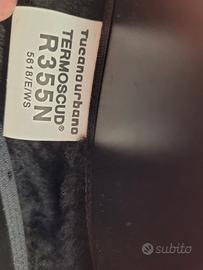 Tucanourbano
TERMOSCUD®
R355N
5618/E/WS
subito